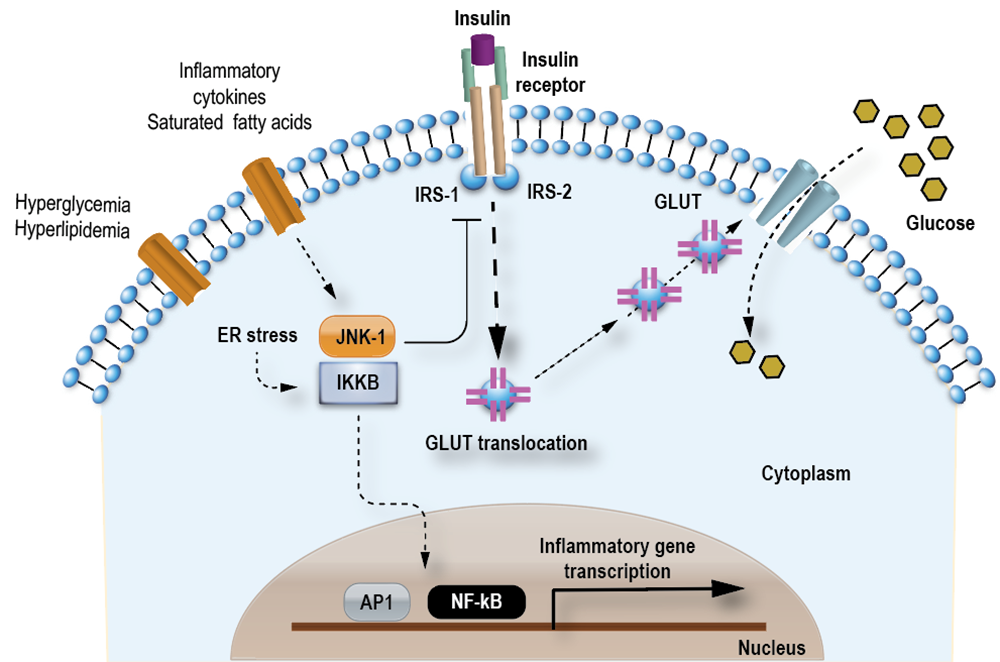 Insulin
Insulin
receptor
Inflammatory
cytokines
Saturated fatty acids
Hyperglycemia
Hyperlipidemia
IRS-1
IRS-2
GLUT
Glucose
ER stress
JNK-1
IKKB
GLUT translocation
Cytoplasm
Inflammatory gene
transcription
AP1
NF-kB
Nucleus